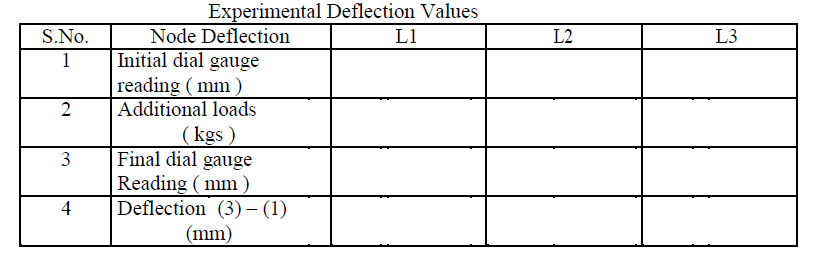 Experimental Deflection Values
S.No. Node Deflection L1 L2 L3
1 Initial dial gauge
reading ( mm )
2 Additional loads
( kgs )
3 Final dial gauge
Reading ( mm )
4 Deflection (3) – (1)
(mm)